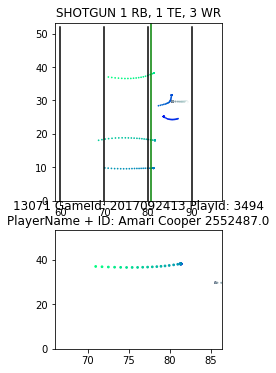 SHOTGUN 1 RB, 1 TE, 3 WR
50
40
30
20
10
0
60 70 80 90
13071 GameId: 2017092413 PlayId: 3494
PlayerName + ID: Amari Cooper 2552487.0
40
20
0
70 75 80 85